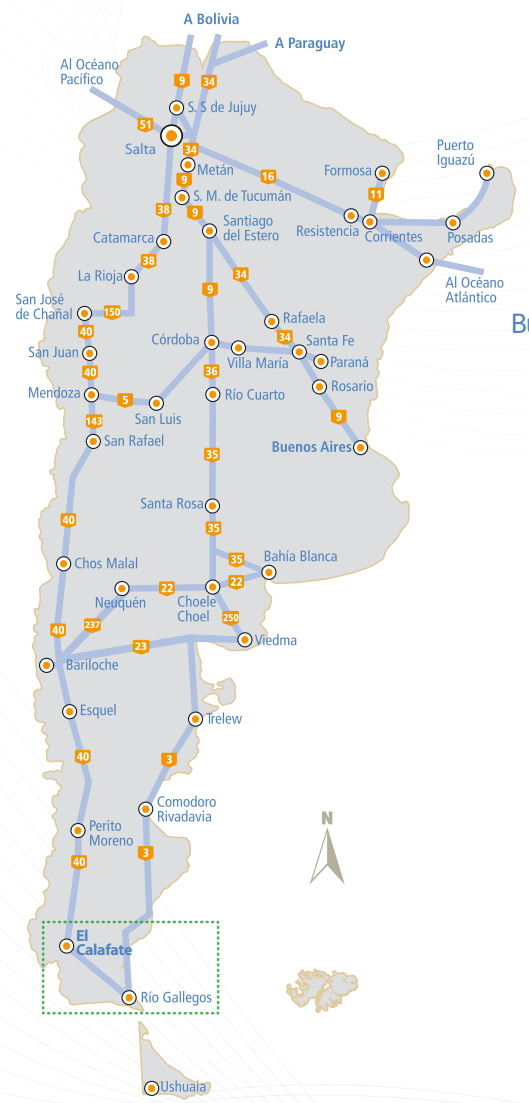 A Bolivia
A Paraguay
Al Océano
Pacífico
9
34
S. S de Jujuy
51
Salta
34
Metán
9
16
Formosa
Puerto
Iguazú
11
S. M. de Tucumán
38
9
Santiago
del Estero
Resistencia
Corrientes
Posadas
Catamarca
38
La Rioja
34
Al Océano
Atlántico
9
San José
de Chañal
150
40
Rafaela
34
Bu
San Juan
Córdoba
Villa María
Santa Fe
Paraná
40
36
Mendoza
5
Río Cuarto
Rosario
San Luis
143
9
San Rafael
Buenos Aires
35
Santa Rosa
40
35
Chos Malal
35
Bahía Blanca
22
22
Neuquén
Choele
Choel
250
40
237
23
Viedma
Bariloche
Esquel
Trelew
40
3
Comodoro
Rivadavia
Perito
Moreno
3
40
N
El
Calafate
Río Gallegos
Ushuaia